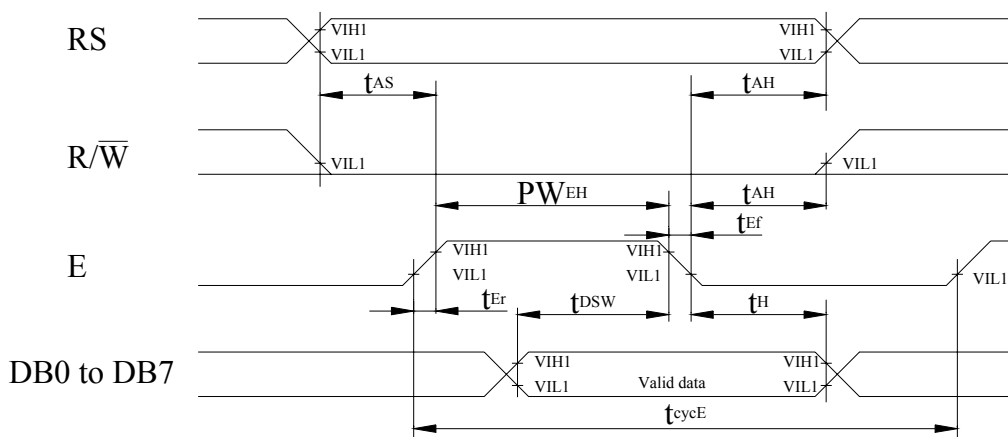 RS
VIH1 VIH1
VIL1 VIL1
tAS tAH
R/W̅
VIL1 VIL1
PWEH tAH
tEf
E
VIH1 VIH1
VIL1 VIL1 VIL1
tEr tDSW tH
DB0 to DB7
VIH1 VIH1
VIL1 Valid data VIL1
tcycE